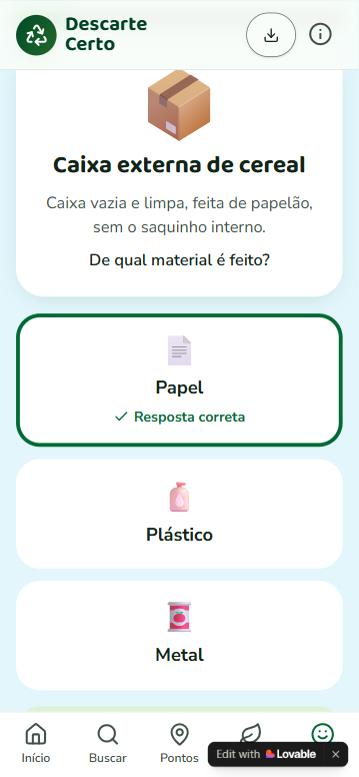 Descarte
Certo
Caixa externa de cereal
Caixa vazia e limpa, feita de papelão,
sem o saquinho interno.
De qual material é feito?
Papel
Resposta correta
Plástico
Metal
Início
Buscar
Pontos
Edit with Lovable